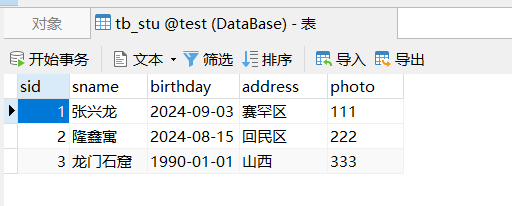 对象 tb_stu @test (DataBase) - 表
开始事务 文本 筛选 排序 导入 导出
sid sname birthday address photo
1 张兴龙 2024-09-03 赛罕区 111
2 隆鑫寓 2024-08-15 回民区 222
3 龙门石窟 1990-01-01 山西 333